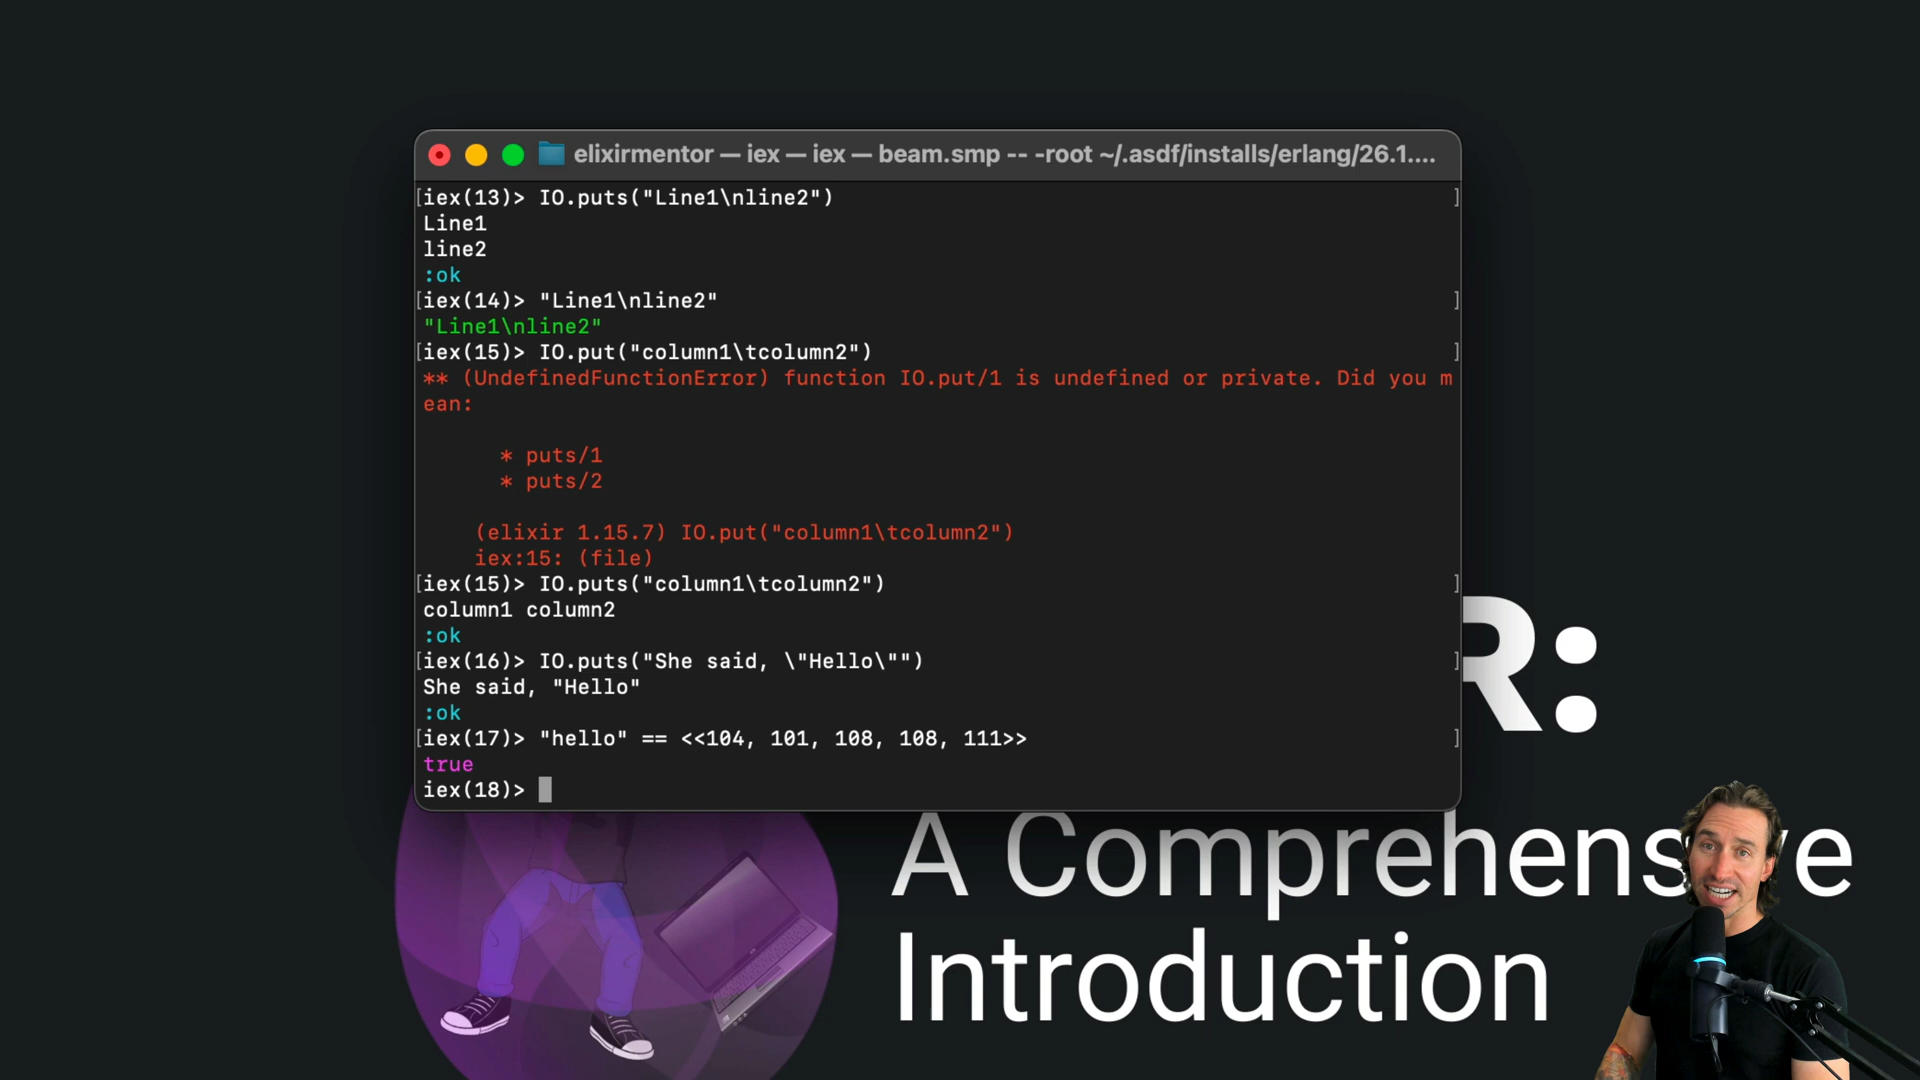 elixirmentor — iex — iex — beam.smp -- -root ~/.asdf/installs/erlang/26.1....
[iex(13)> IO.puts("Line1\nline2") ]
Line1
line2
:ok
[iex(14)> "Line1\nline2" ]
"Line1\nline2"
[iex(15)> IO.put("column1\tcolumn2") ]
** (UndefinedFunctionError) function IO.put/1 is undefined or private. Did you m
ean:
* puts/1
* puts/2
(elixir 1.15.7) IO.put("column1\tcolumn2")
iex:15: (file)
[iex(15)> IO.puts("column1\tcolumn2") ]
column1 column2
:ok
[iex(16)> IO.puts("She said, \"Hello\"") ]
She said, "Hello"
:ok
[iex(17)> "hello" == <<104, 101, 108, 108, 111>> ]
true
iex(18)>
R:
A Comprehens e
Introduction